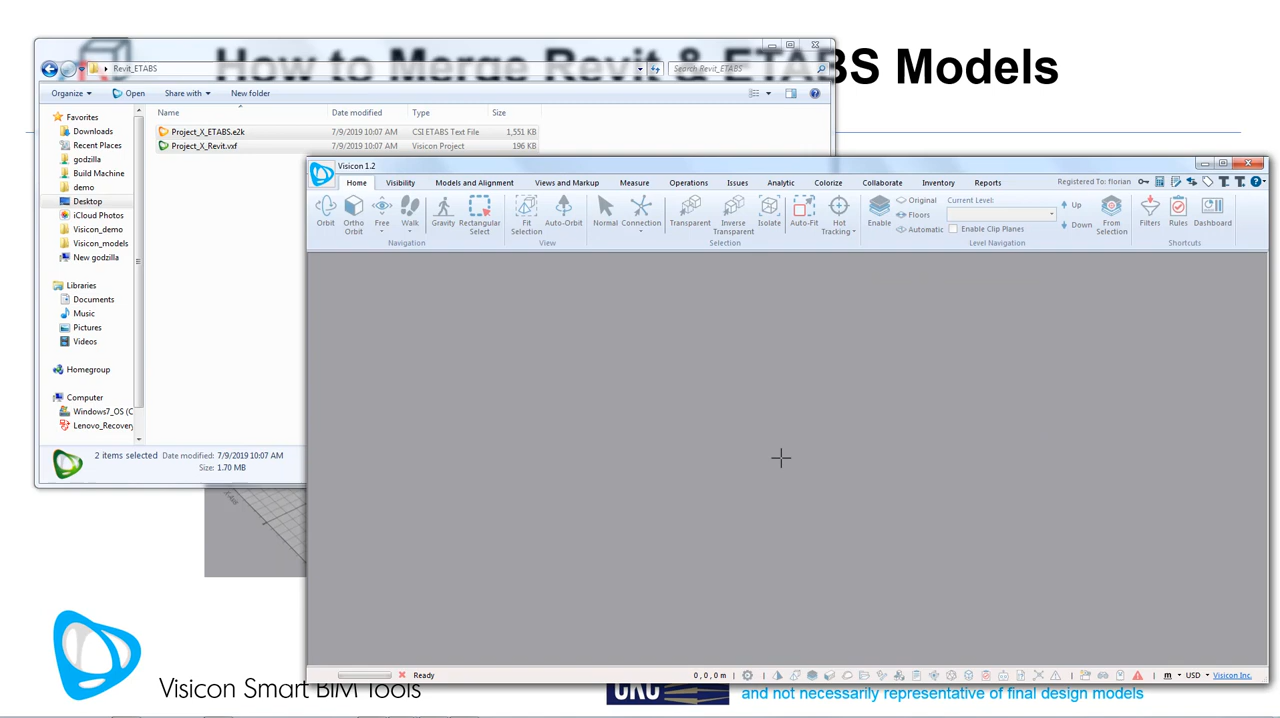 How to Merge Revit & ETABS Models
Revit_ETABS
Search Revit_ETABS
Organize
Open
Share with
New folder
Favorites
Downloads
Recent Places
godzilla
Build Machine
demo
Desktop
iCloud Photos
Visicon_demo
Visicon_models
New godzilla
Libraries
Documents
Music
Pictures
Videos
Homegroup
Computer
Windows7_OS (C
Lenovo_Recovery
Name Date modified Type Size
Project_X_ETABS.e2k 7/9/2019 10:07 AM CSI ETABS Text File 1,551 KB
Project_X_Revit.vxf 7/9/2019 10:07 AM Visicon Project 196 KB
2 items selected Date modified: 7/9/2019 10:07 AM
Size: 1.70 MB
Visicon 1.2
Home Visibility Models and Alignment Views and Markup Measure Operations Issues Analytic Colorize Collaborate Inventory Reports Registered To: florian
Orbit
Ortho Orbit
Free
Walk
Gravity
Rectangular Select
Fit Selection
Auto-Orbit
Normal
Connection
Transparent
Inverse Transparent
Isolate
Auto-Fit
Hot Tracking
Enable
Original
Floors
Automatic
Current Level:
Enable Clip Planes
Up
Down
From Selection
Filters
Rules
Dashboard
Navigation View Selection Level Navigation Shortcuts
Ready
0, 0, 0 m
m
USD
Visicon Inc.
Visicon Smart BIM Tools
and not necessarily representative of final design models